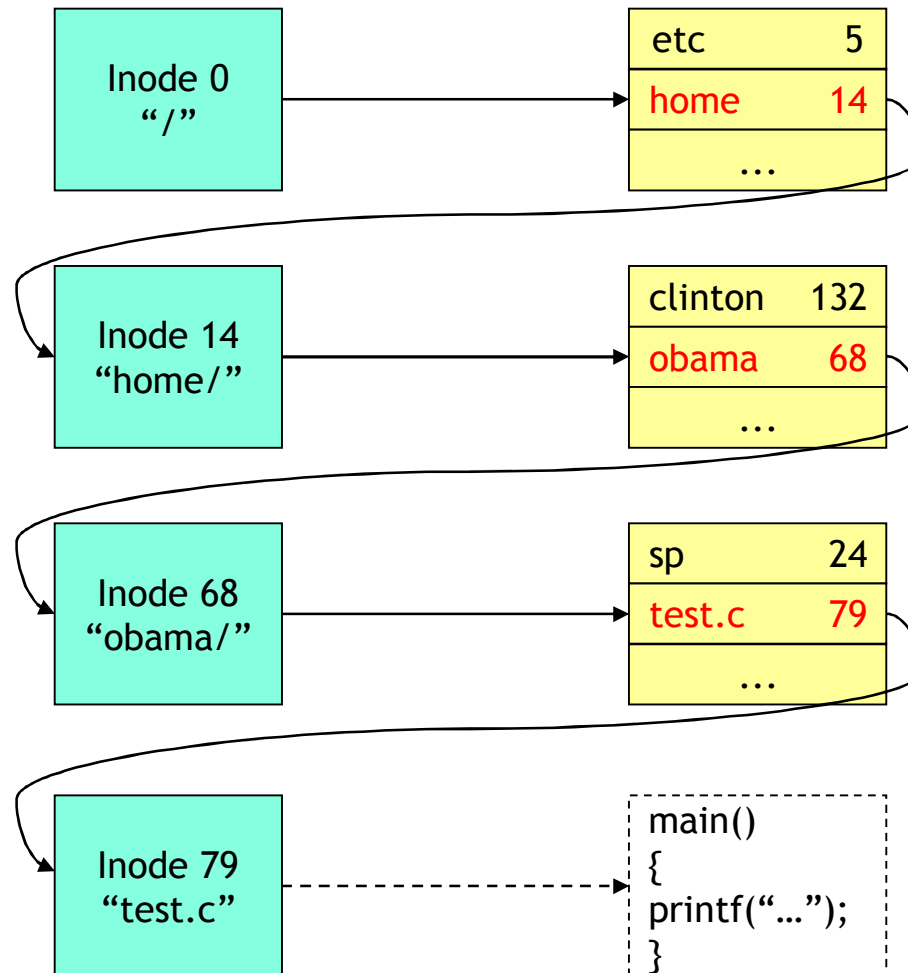 Inode 0
“/”
etc 5
home 14
...
Inode 14
“home/”
clinton 132
obama 68
...
Inode 68
“obama/”
sp 24
test.c 79
...
Inode 79
“test.c”
main()
{
printf(“…”);
}